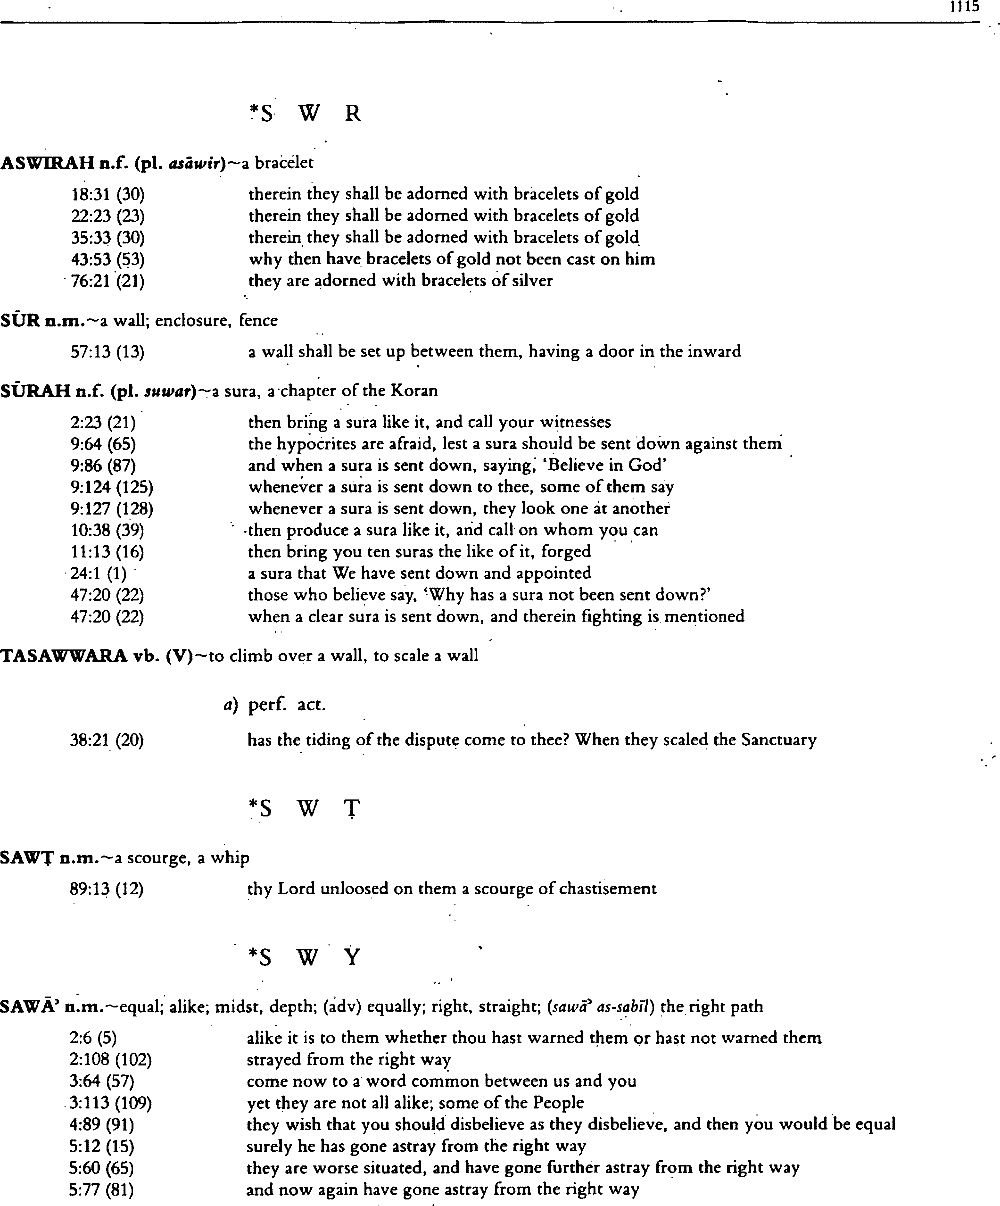 1115
*S W R
ASWIRAH n.f. (pl. asāwir)~a bracelet
18:31 (30) therein they shall be adorned with bracelets of gold
22:23 (23) therein they shall be adorned with bracelets of gold
35:33 (30) therein they shall be adorned with bracelets of gold
43:53 (53) why then have bracelets of gold not been cast on him
76:21 (21) they are adorned with bracelets of silver
SŪR n.m.~a wall; enclosure, fence
57:13 (13) a wall shall be set up between them, having a door in the inward
SŪRAH n.f. (pl. suwar)~a sura, a chapter of the Koran
2:23 (21) then bring a sura like it, and call your witnesses
9:64 (65) the hypocrites are afraid, lest a sura should be sent down against them
9:86 (87) and when a sura is sent down, saying, ‘Believe in God’
9:124 (125) whenever a sura is sent down to thee, some of them say
9:127 (128) whenever a sura is sent down, they look one at another
10:38 (39) then produce a sura like it, and call on whom you can
11:13 (16) then bring you ten suras the like of it, forged
24:1 (1) a sura that We have sent down and appointed
47:20 (22) those who believe say, ‘Why has a sura not been sent down?’
47:20 (22) when a clear sura is sent down, and therein fighting is mentioned
TASAWWARA vb. (V)~to climb over a wall, to scale a wall
a) perf. act.
38:21 (20) has the tiding of the dispute come to thee? When they scaled the Sanctuary
*S W Ṭ
SAWṬ n.m.~a scourge, a whip
89:13 (12) thy Lord unloosed on them a scourge of chastisement
*S W Y
SAWĀʾ n.m.~equal; alike; midst, depth; (adv) equally; right, straight; (sawāʾ as-sabīl) the right path
2:6 (5) alike it is to them whether thou hast warned them or hast not warned them
2:108 (102) strayed from the right way
3:64 (57) come now to a word common between us and you
3:113 (109) yet they are not all alike; some of the People
4:89 (91) they wish that you should disbelieve as they disbelieve, and then you would be equal
5:12 (15) surely he has gone astray from the right way
5:60 (65) they are worse situated, and have gone further astray from the right way
5:77 (81) and now again have gone astray from the right way